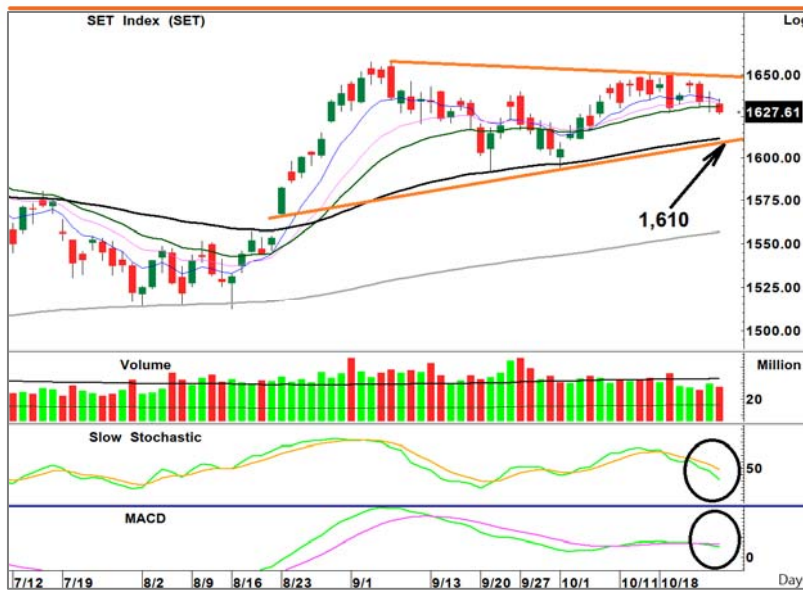 SET Index (SET)
Log
1650.00
1627.61
1600.00
1575.00
1550.00
1525.00
1500.00
1,610
Volume
Million
20
Slow Stochastic
50
MACD
0
7/12 7/19 8/2 8/9 8/16 8/23 9/1 9/13 9/20 9/27 10/1 10/11 10/18 Day